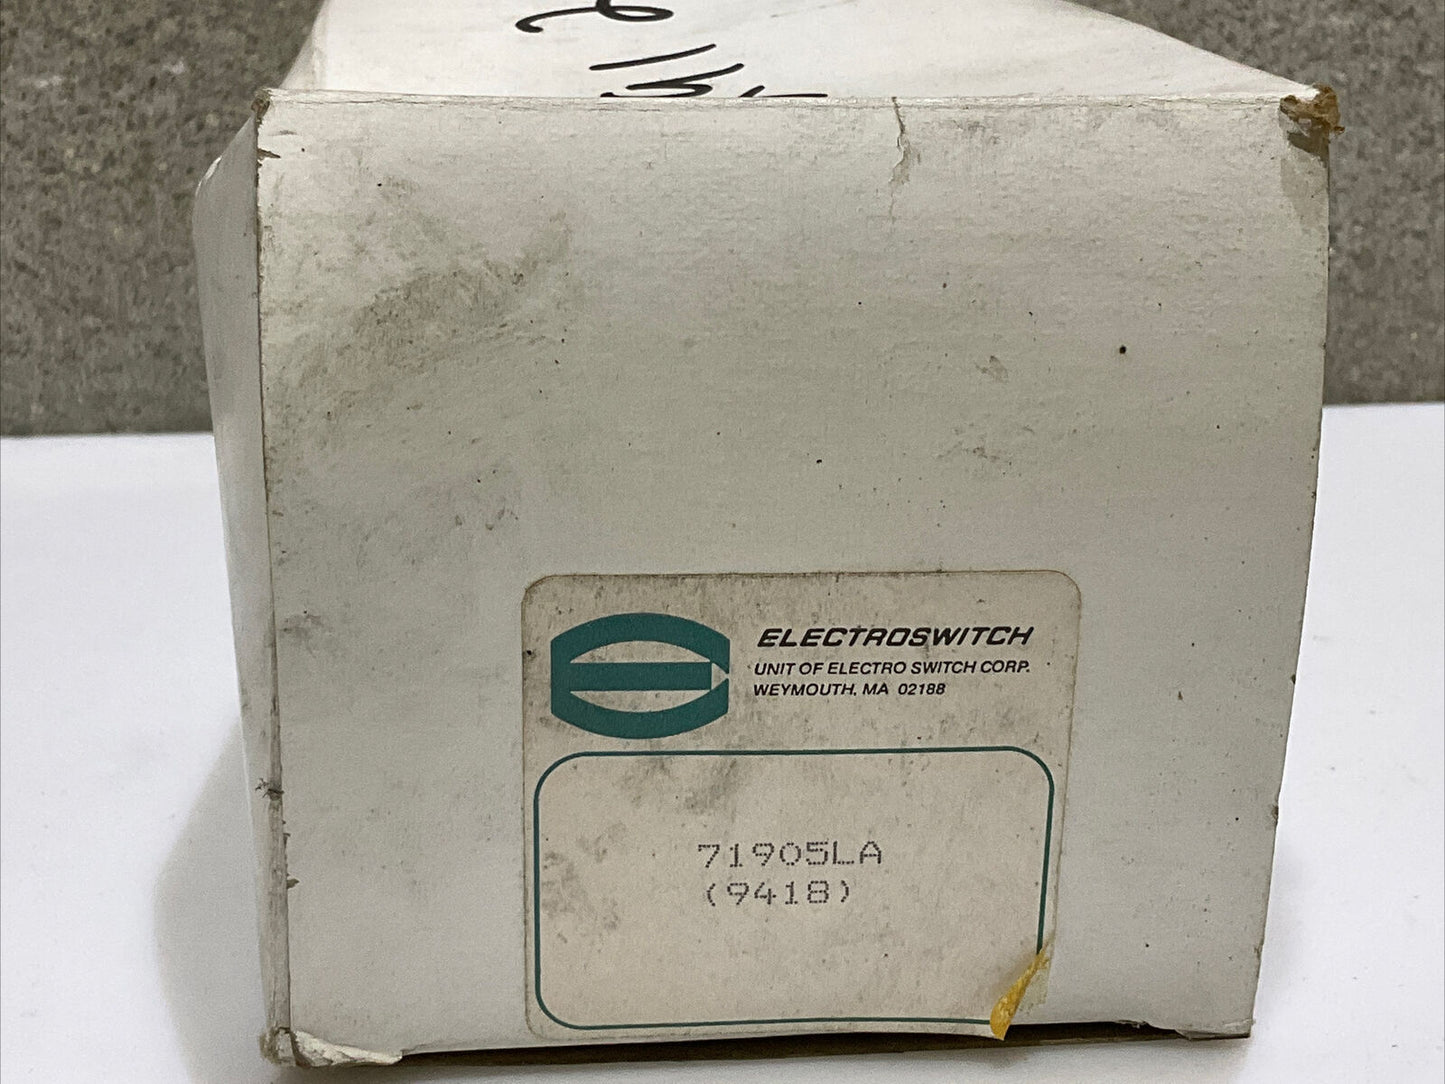 ELECTROSWITCH
UNIT OF ELECTRO SWITCH CORP.
WEYMOUTH, MA 02188
71905LA
(9418)